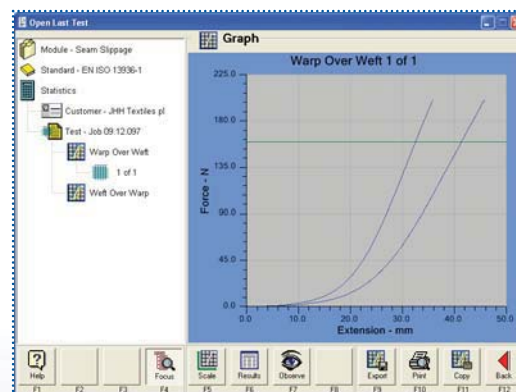 Open Last Test
Module - Seam Slippage
Standard - EN ISO 13936-1
Statistics
Customer - JHH Textiles pl
Test - Job 09.12.097
Warp Over Weft
1 of 1
Weft Over Warp
Graph
Warp Over Weft 1 of 1
225.0
180.0
135.0
90.0
45.0
0.0
Force - N
0.0 10.0 20.0 30.0 40.0 50.0
Extension - mm
Help Focus Scale Results Observe Export Print Copy Back
F1 F2 F3 F4 F5 F6 F7 F8 F9 F10 F11 F12